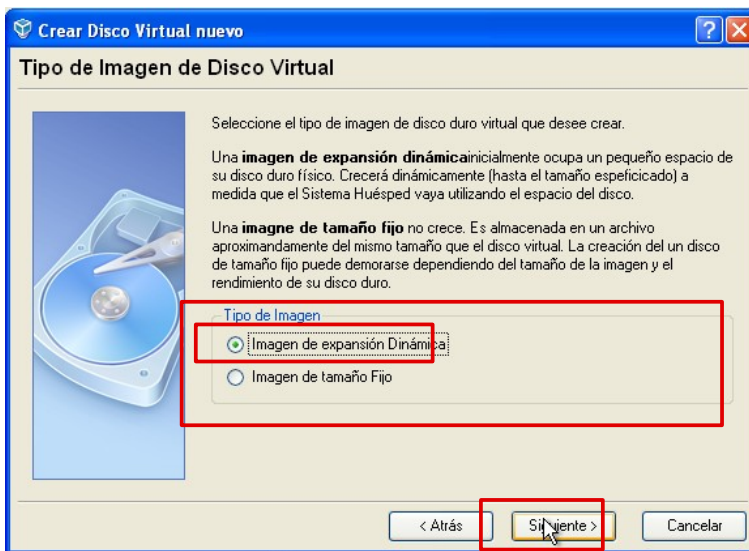 Crear Disco Virtual nuevo
Tipo de Imagen de Disco Virtual
Seleccione el tipo de imagen de disco duro virtual que desee crear.
Una imagen de expansión dinámicainicialmente ocupa un pequeño espacio de
su disco duro físico. Crecerá dinámicamente (hasta el tamaño espeficicado) a
medida que el Sistema Huésped vaya utilizando el espacio del disco.
Una imagne de tamaño fijo no crece. Es almacenada en un archivo
aproximandamente del mismo tamaño que el disco virtual. La creación del un disco
de tamaño fijo puede demorarse dependiendo del tamaño de la imagen y el
rendimiento de su disco duro.
Tipo de Imagen
Imagen de expansión Dinámica
Imagen de tamaño Fijo
< Atrás Siguiente > Cancelar